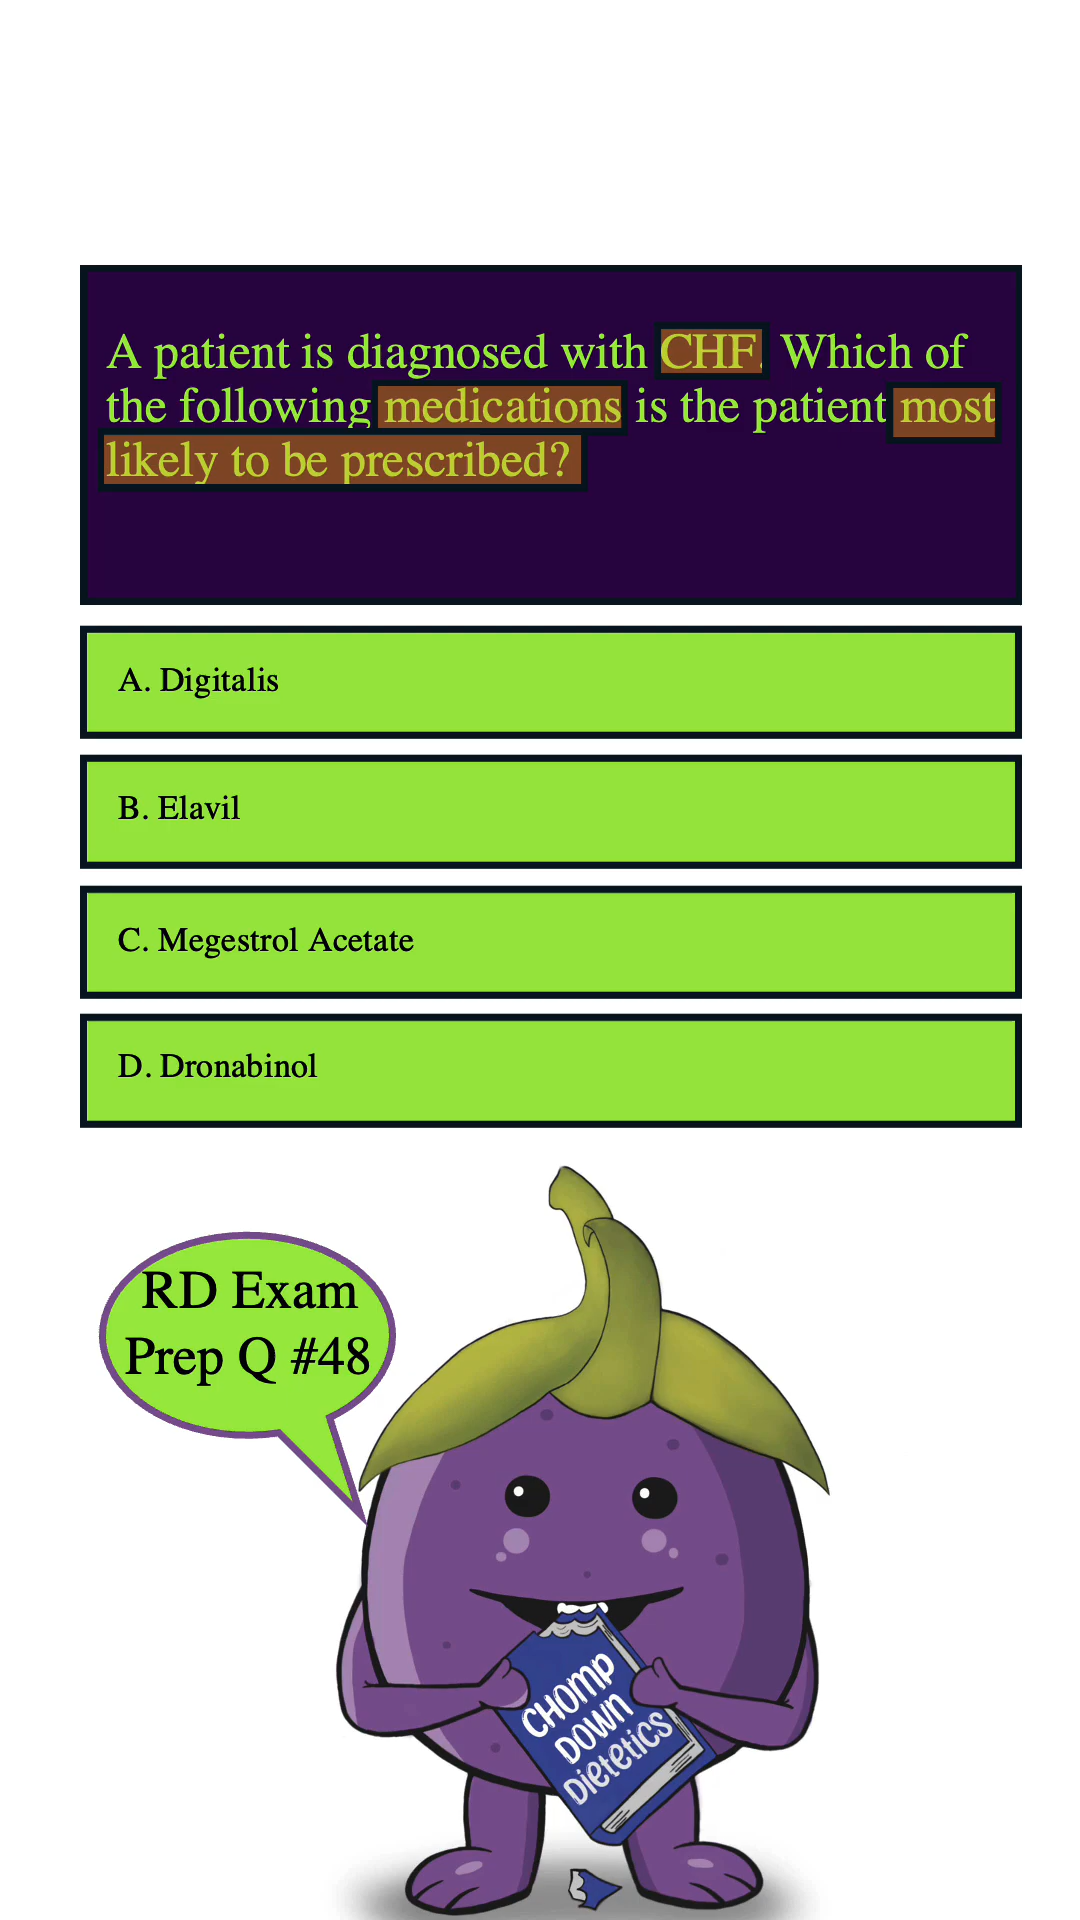 A patient is diagnosed with CHF. Which of
the following medications is the patient most
likely to be prescribed?
A. Digitalis
B. Elavil
C. Megestrol Acetate
D. Dronabinol
RD Exam
Prep Q #48
CHOMP
DOWN
Dietetics